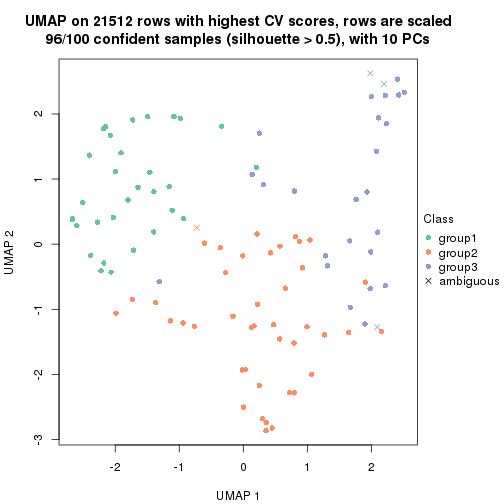 UMAP on 21512 rows with highest CV scores, rows are scaled
96/100 confident samples (silhouette > 0.5), with 10 PCs
2
1
0
-1
-2
-3
UMAP 2
-2 -1 0 1 2
UMAP 1
Class
group1
group2
group3
ambiguous